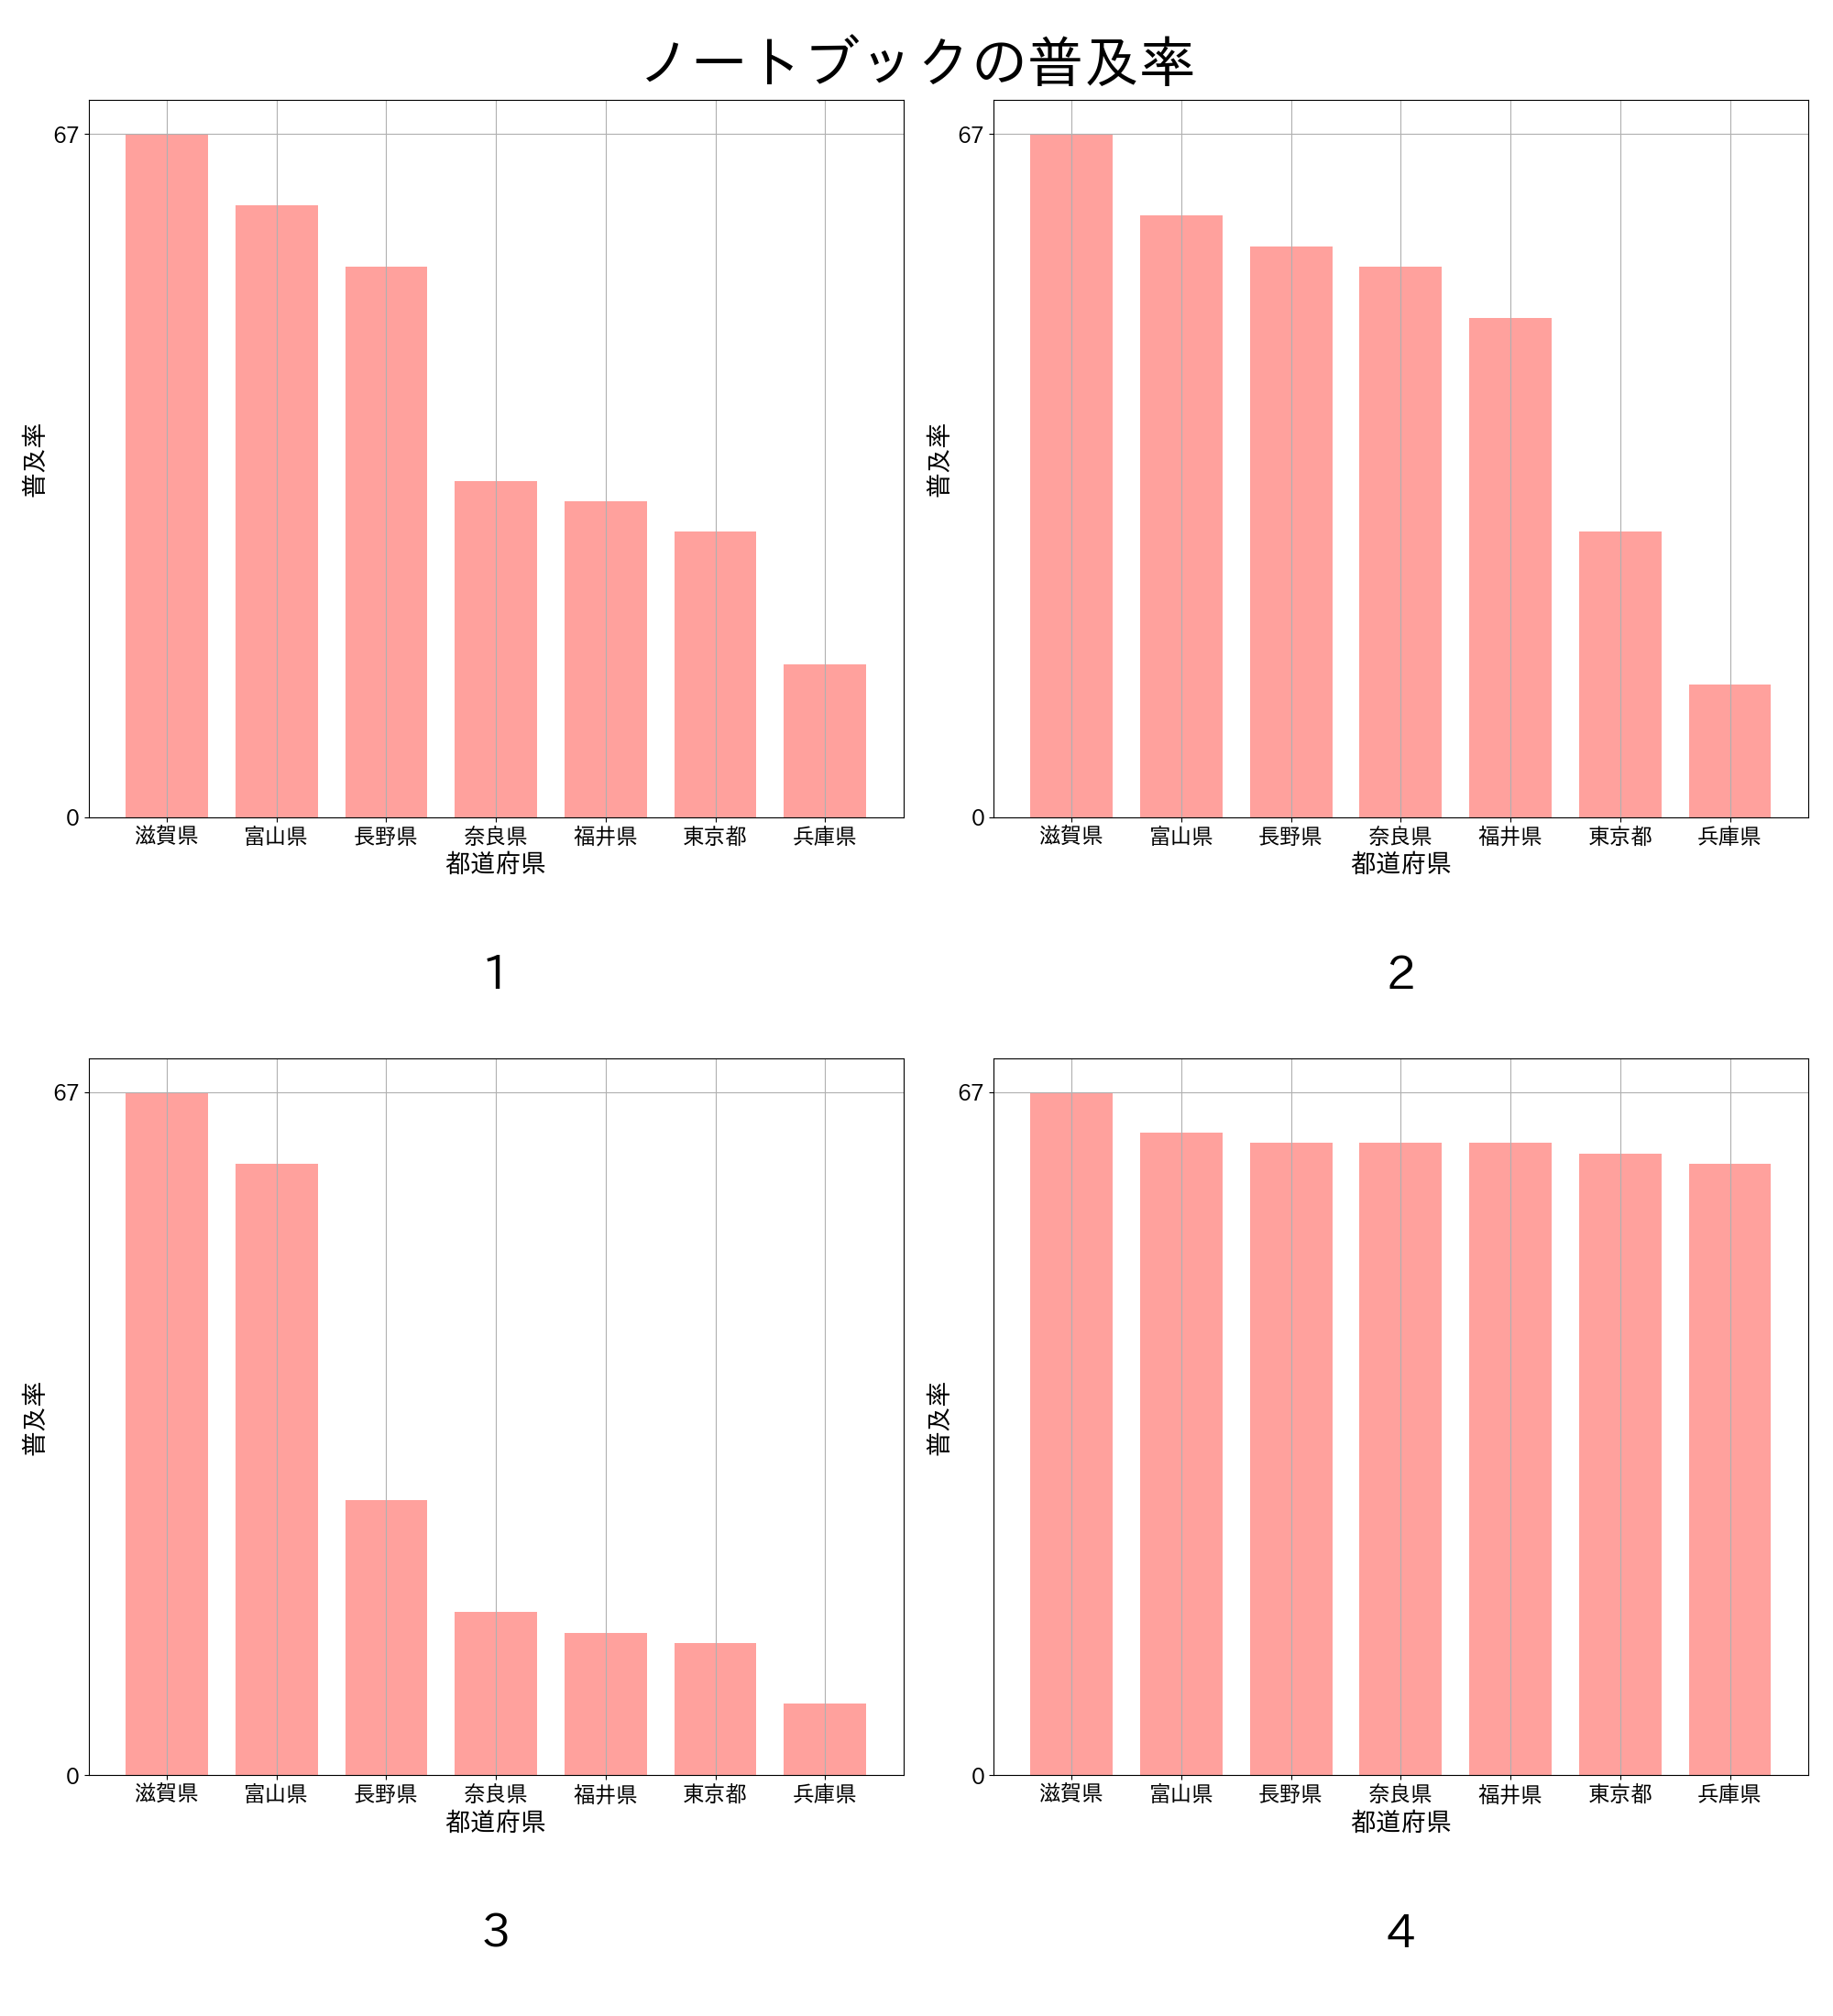 ノートブックの普及率
67
0
普及率
滋賀県 富山県 長野県 奈良県 福井県 東京都 兵庫県
都道府県
1
67
0
普及率
滋賀県 富山県 長野県 奈良県 福井県 東京都 兵庫県
都道府県
2
67
0
普及率
滋賀県 富山県 長野県 奈良県 福井県 東京都 兵庫県
都道府県
3
67
0
普及率
滋賀県 富山県 長野県 奈良県 福井県 東京都 兵庫県
都道府県
4